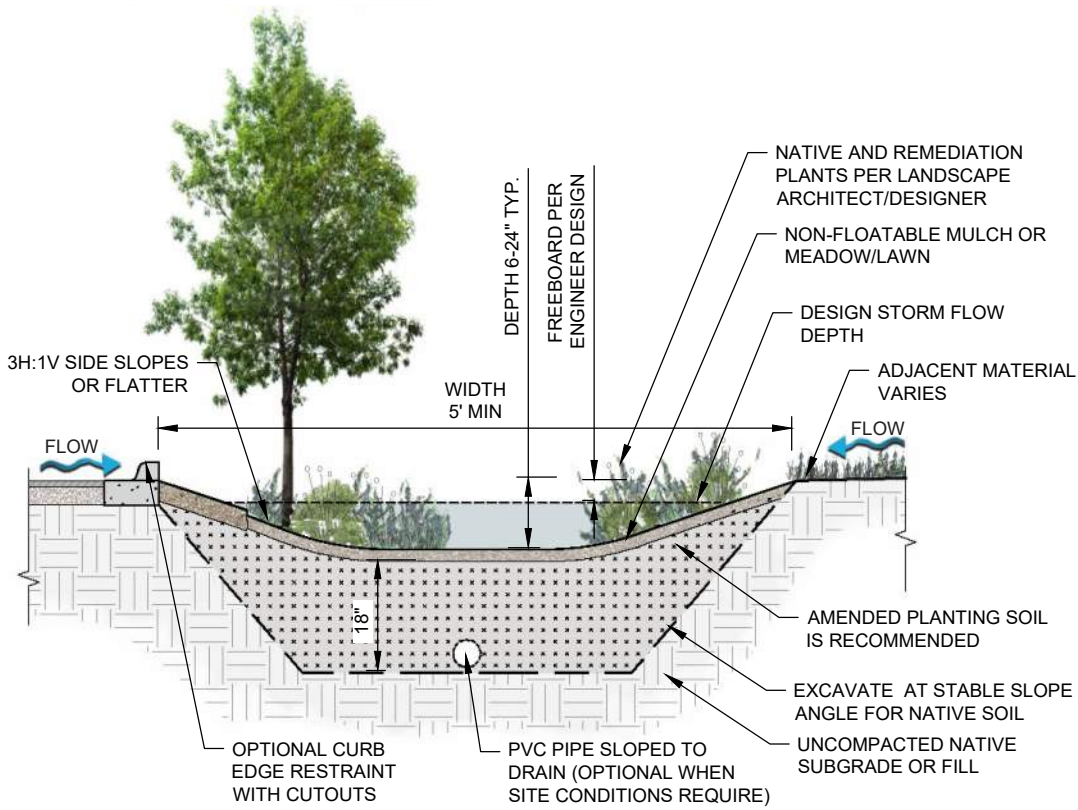 NATIVE AND REMEDIATION
PLANTS PER LANDSCAPE
ARCHITECT/DESIGNER
DEPTH 6-24" TYP.
FREEBOARD PER
ENGINEER DESIGN
NON-FLOATABLE MULCH OR
MEADOW/LAWN
DESIGN STORM FLOW
DEPTH
3H:1V SIDE SLOPES
OR FLATTER
WIDTH
5' MIN
ADJACENT MATERIAL
VARIES
FLOW
FLOW
18"
AMENDED PLANTING SOIL
IS RECOMMENDED
EXCAVATE AT STABLE SLOPE
ANGLE FOR NATIVE SOIL
OPTIONAL CURB
EDGE RESTRAINT
WITH CUTOUTS
PVC PIPE SLOPED TO
DRAIN (OPTIONAL WHEN
SITE CONDITIONS REQUIRE)
UNCOMPACTED NATIVE
SUBGRADE OR FILL